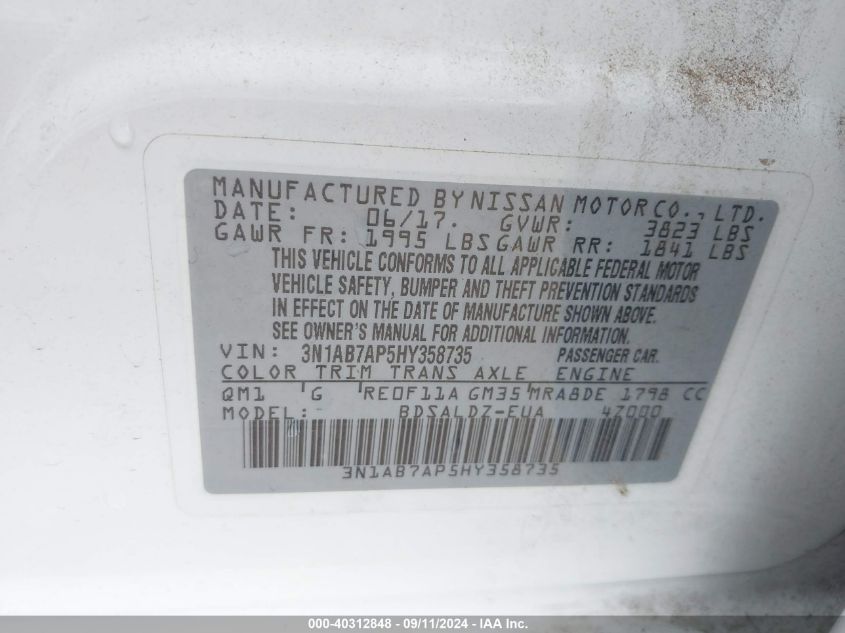 MANUFACTURED BY NISSAN MOTOR CO., LTD.
DATE: 06/17. GVWR: 3823 LBS
GAWR FR: 1995 LBS GAWR RR: 1841 LBS
THIS VEHICLE CONFORMS TO ALL APPLICABLE FEDERAL MOTOR
VEHICLE SAFETY, BUMPER AND THEFT PREVENTION STANDARDS
IN EFFECT ON THE DATE OF MANUFACTURE SHOWN ABOVE.
SEE OWNER'S MANUAL FOR ADDITIONAL INFORMATION.
VIN: 3N1AB7AP5HY358735 PASSENGER CAR.
COLOR TRIM TRANS AXLE ENGINE
QM1 G RE0F11A GM35 MRA8DE 1798 CC
MODEL: BDSALDZ-EUA 4Z000
3N1AB7AP5HY358735
000-40312848 - 09/11/2024 - IAA Inc.